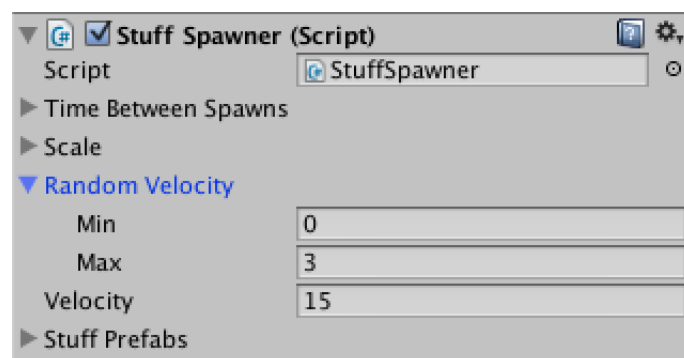 Stuff Spawner (Script)
Script StuffSpawner
Time Between Spawns
Scale
Random Velocity
Min 0
Max 3
Velocity 15
Stuff Prefabs